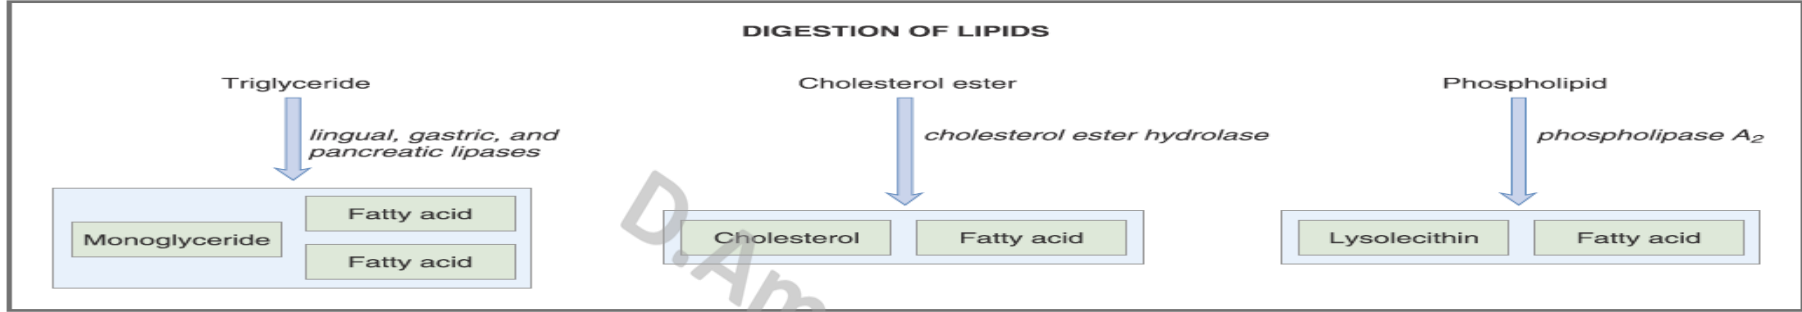 DIGESTION OF LIPIDS
Triglyceride
lingual, gastric, and
pancreatic lipases
Monoglyceride
Fatty acid
Fatty acid
Cholesterol ester
cholesterol ester hydrolase
Cholesterol
Fatty acid
Phospholipid
phospholipase A₂
Lysolecithin
Fatty acid